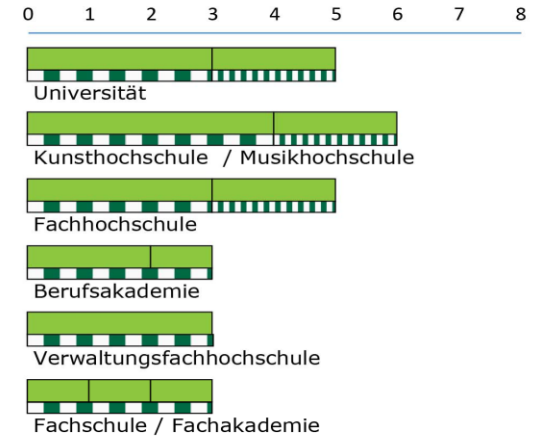 0 1 2 3 4 5 6 7 8
Universität
Kunsthochschule / Musikhochschule
Fachhochschule
Berufsakademie
Verwaltungsfachhochschule
Fachschule / Fachakademie